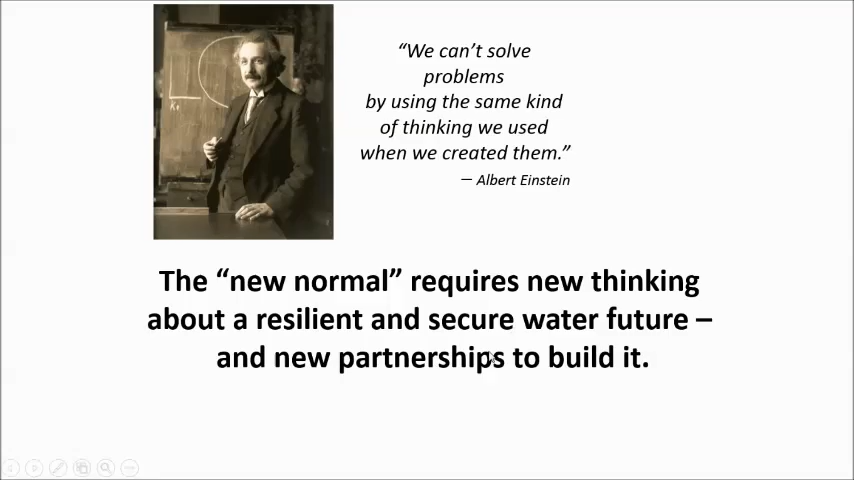 “We can’t solve
problems
by using the same kind
of thinking we used
when we created them.”
— Albert Einstein
The “new normal” requires new thinking
about a resilient and secure water future –
and new partnerships to build it.